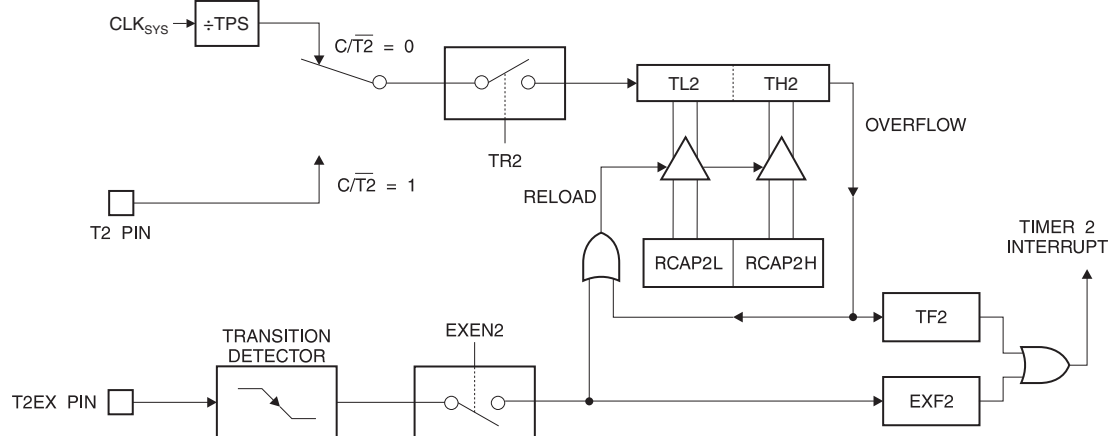 CLKSYS
÷TPS
C/T2 = 0
TL2
TH2
OVERFLOW
TR2
C/T2 = 1
RELOAD
T2 PIN
TIMER 2
INTERRUPT
RCAP2L
RCAP2H
TRANSITION
DETECTOR
EXEN2
TF2
T2EX PIN
EXF2